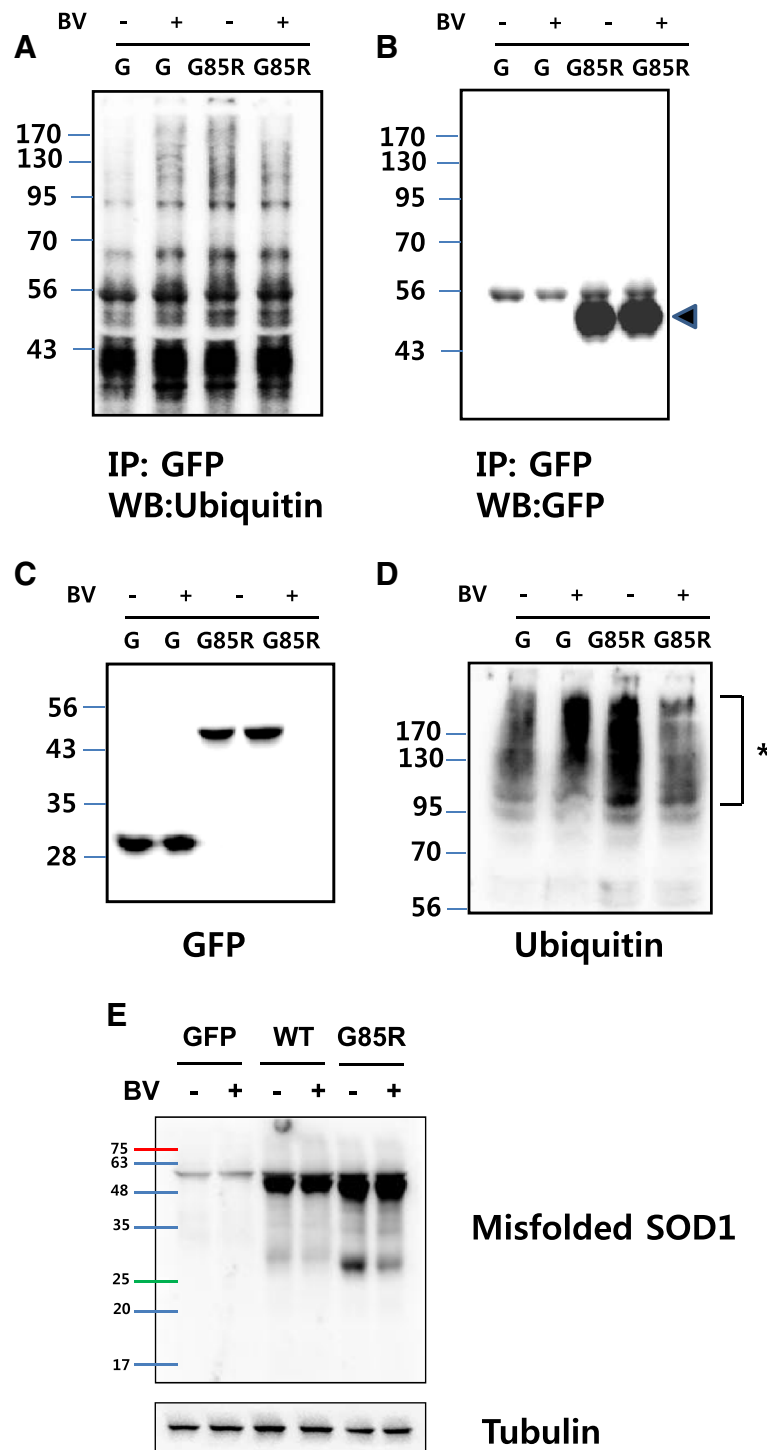 A
BV - + - +
G G G85R G85R
170
130
95
70
56
43
IP: GFP
WB:Ubiquitin
B
BV - + - +
G G G85R G85R
170
130
95
70
56
43
IP: GFP
WB:GFP
C
BV - + - +
G G G85R G85R
56
43
35
28
GFP
D
BV - + - +
G G G85R G85R
170
130
95
70
56
*
Ubiquitin
E
GFP WT G85R
BV - + - + - +
75
63
48
35
25
20
17
Misfolded SOD1
Tubulin